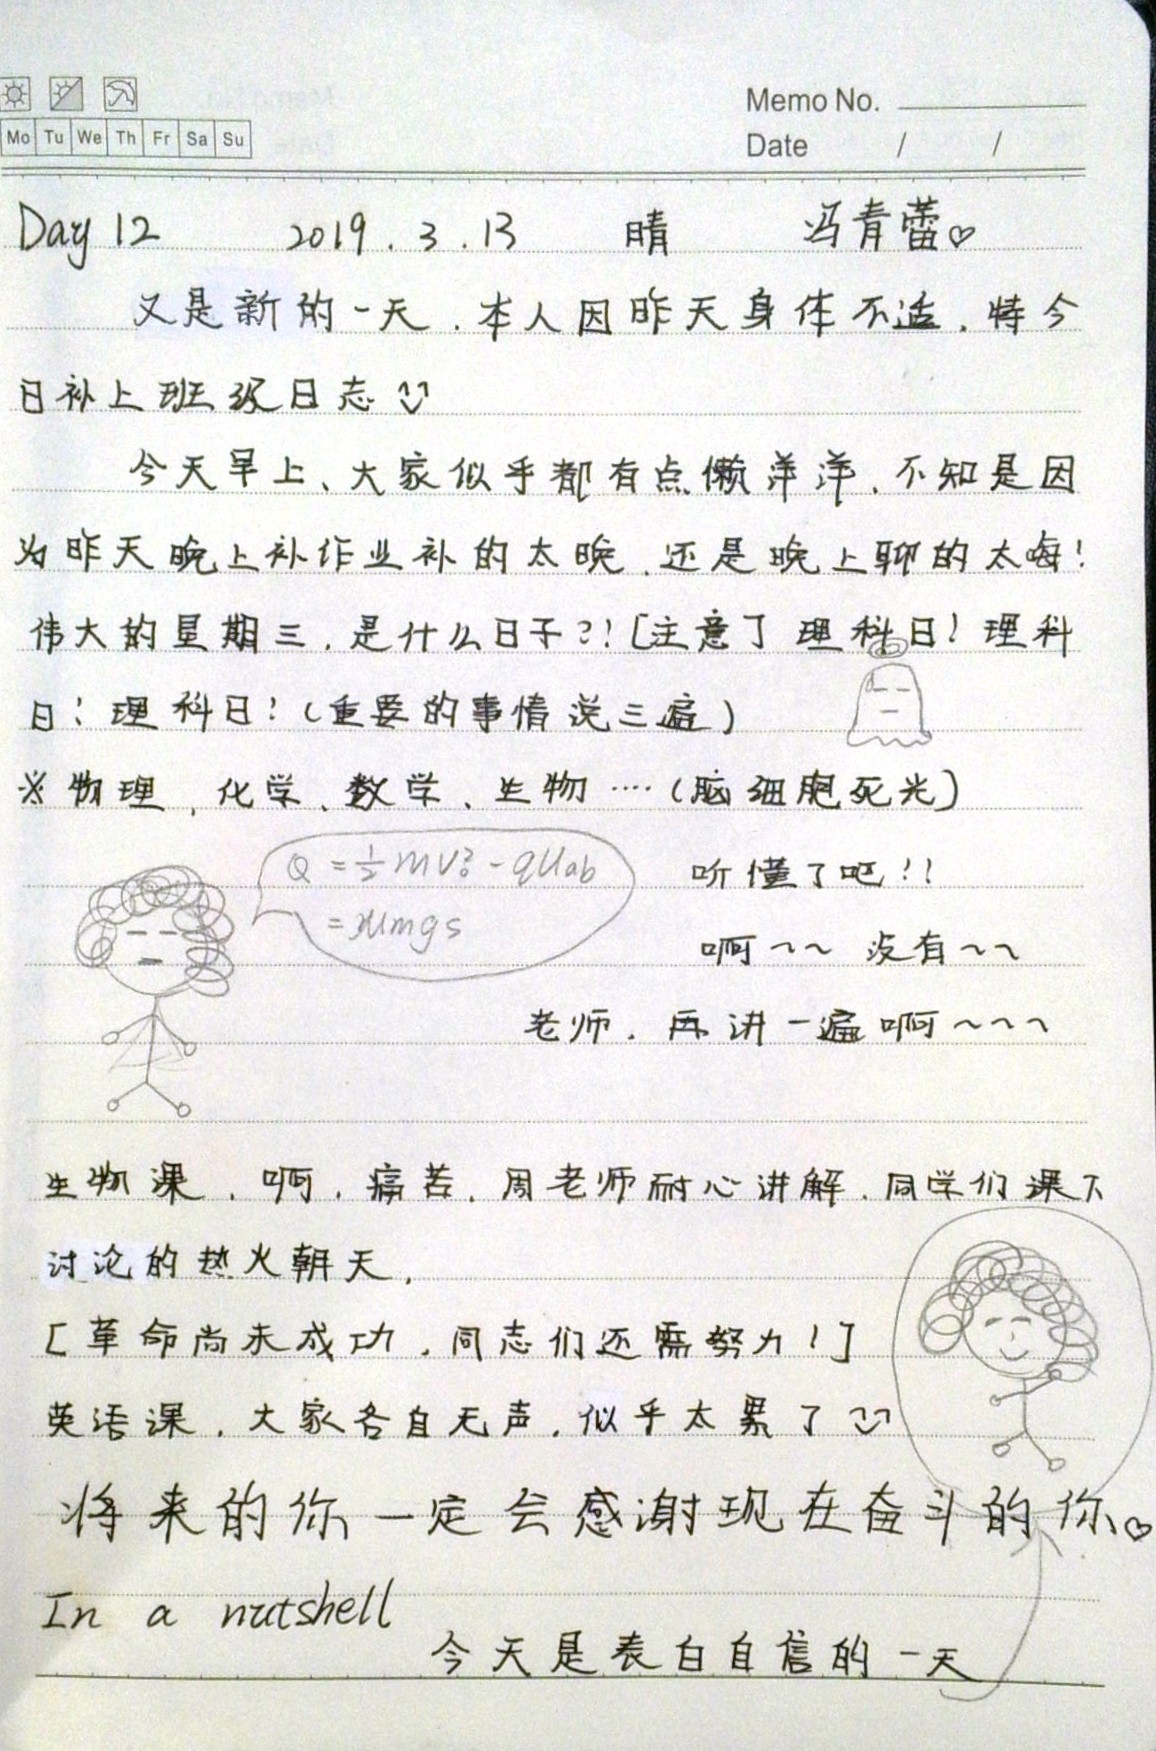 Memo No.
Mo Tu We Th Fr Sa Su
Date / /
Day 12 2019.3.13 晴 冯青蕾♡
又是新的一天,本人因昨天身体不适,特今
日补上班级日志
今天早上、大家似乎都有点懒洋洋,不知是因
为昨天晚上补作业补的太晚,还是晚上聊的太嗨!
伟大的星期三,是什么日子?![注意了 理科日!理科
日!理科日!(重要的事情说三遍)
※物理,化学、数学、生物····(脑细胞死光)
Q=½mv₀²-qUab
=μmgs
听懂了吧!!
啊~~ 没有~~
老师,再讲一遍啊~~~
生物课,啊,痛苦,周老师耐心讲解,同学们课下
讨论的热火朝天,
[革命尚未成功,同志们还需努力!]
英语课,大家各自无声,似乎太累了
将来的你一定会感谢现在奋斗的你、♡
In a nutshell
今天是表白自信的一天